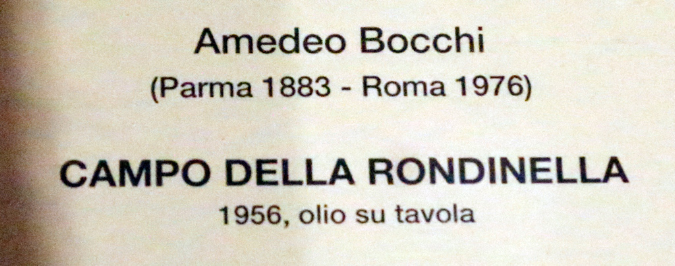 Amedeo Bocchi
(Parma 1883 - Roma 1976)
CAMPO DELLA RONDINELLA
1956, olio su tavola